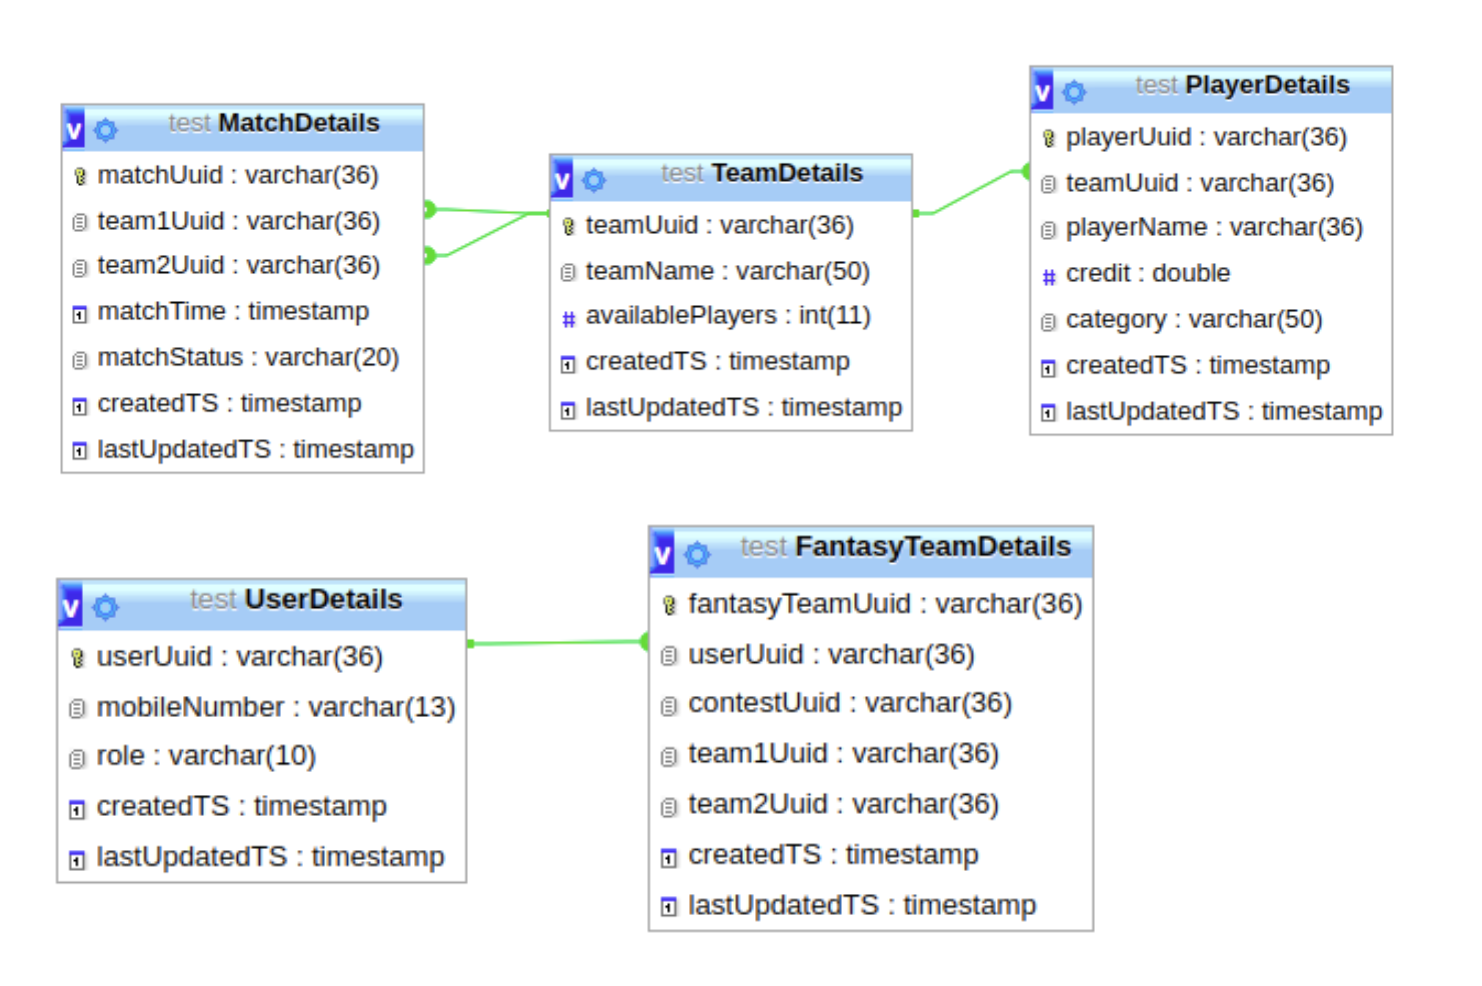 v test MatchDetails
matchUuid : varchar(36)
team1Uuid : varchar(36)
team2Uuid : varchar(36)
matchTime : timestamp
matchStatus : varchar(20)
createdTS : timestamp
lastUpdatedTS : timestamp
v test TeamDetails
teamUuid : varchar(36)
teamName : varchar(50)
# availablePlayers : int(11)
createdTS : timestamp
lastUpdatedTS : timestamp
v test PlayerDetails
playerUuid : varchar(36)
teamUuid : varchar(36)
playerName : varchar(36)
# credit : double
category : varchar(50)
createdTS : timestamp
lastUpdatedTS : timestamp
v test UserDetails
userUuid : varchar(36)
mobileNumber : varchar(13)
role : varchar(10)
createdTS : timestamp
lastUpdatedTS : timestamp
v test FantasyTeamDetails
fantasyTeamUuid : varchar(36)
userUuid : varchar(36)
contestUuid : varchar(36)
team1Uuid : varchar(36)
team2Uuid : varchar(36)
createdTS : timestamp
lastUpdatedTS : timestamp